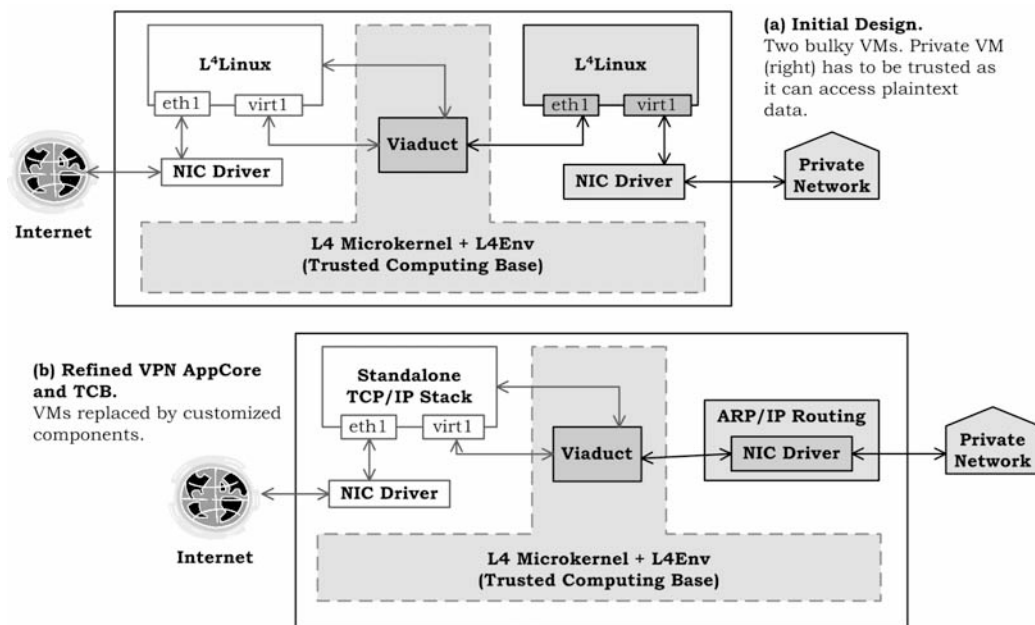 (a) Initial Design.
Two bulky VMs. Private VM
(right) has to be trusted as
it can access plaintext
data.
L⁴Linux
eth1
virt1
NIC Driver
Internet
Viaduct
L⁴Linux
eth1
virt1
NIC Driver
Private
Network
L4 Microkernel + L4Env
(Trusted Computing Base)
(b) Refined VPN AppCore
and TCB.
VMs replaced by customized
components.
Standalone
TCP/IP Stack
eth1
virt1
NIC Driver
Internet
Viaduct
ARP/IP Routing
NIC Driver
Private
Network
L4 Microkernel + L4Env
(Trusted Computing Base)